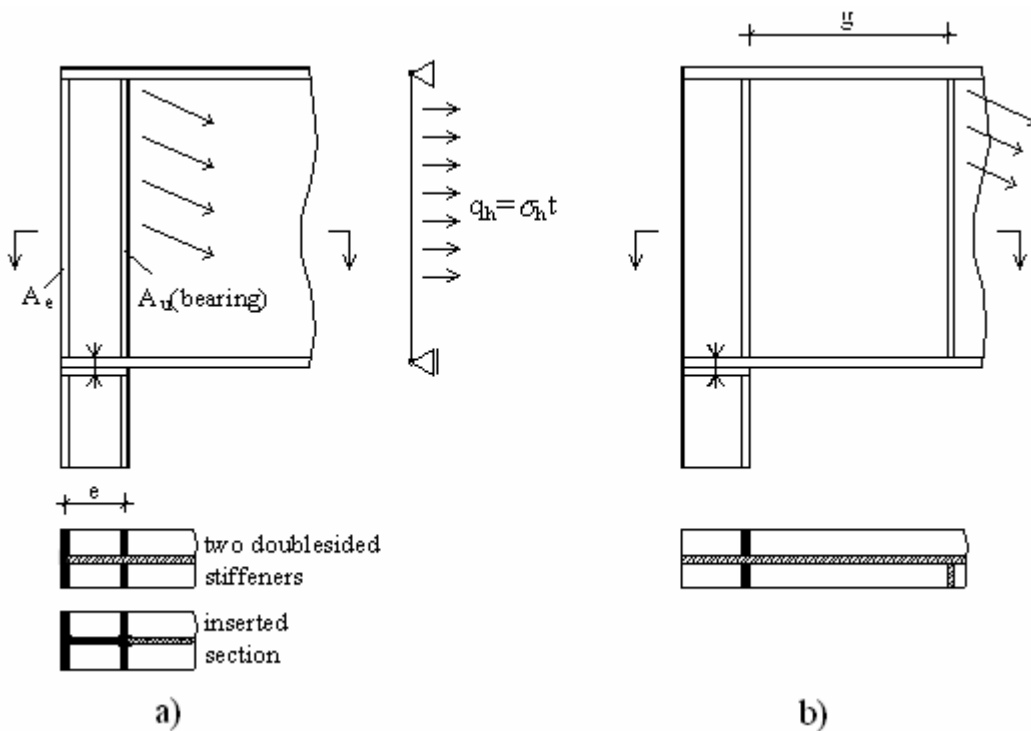 g
q_h = σ_h t
A_e
A_u(bearing)
e
two doublesided
stiffeners
inserted
section
a)
b)